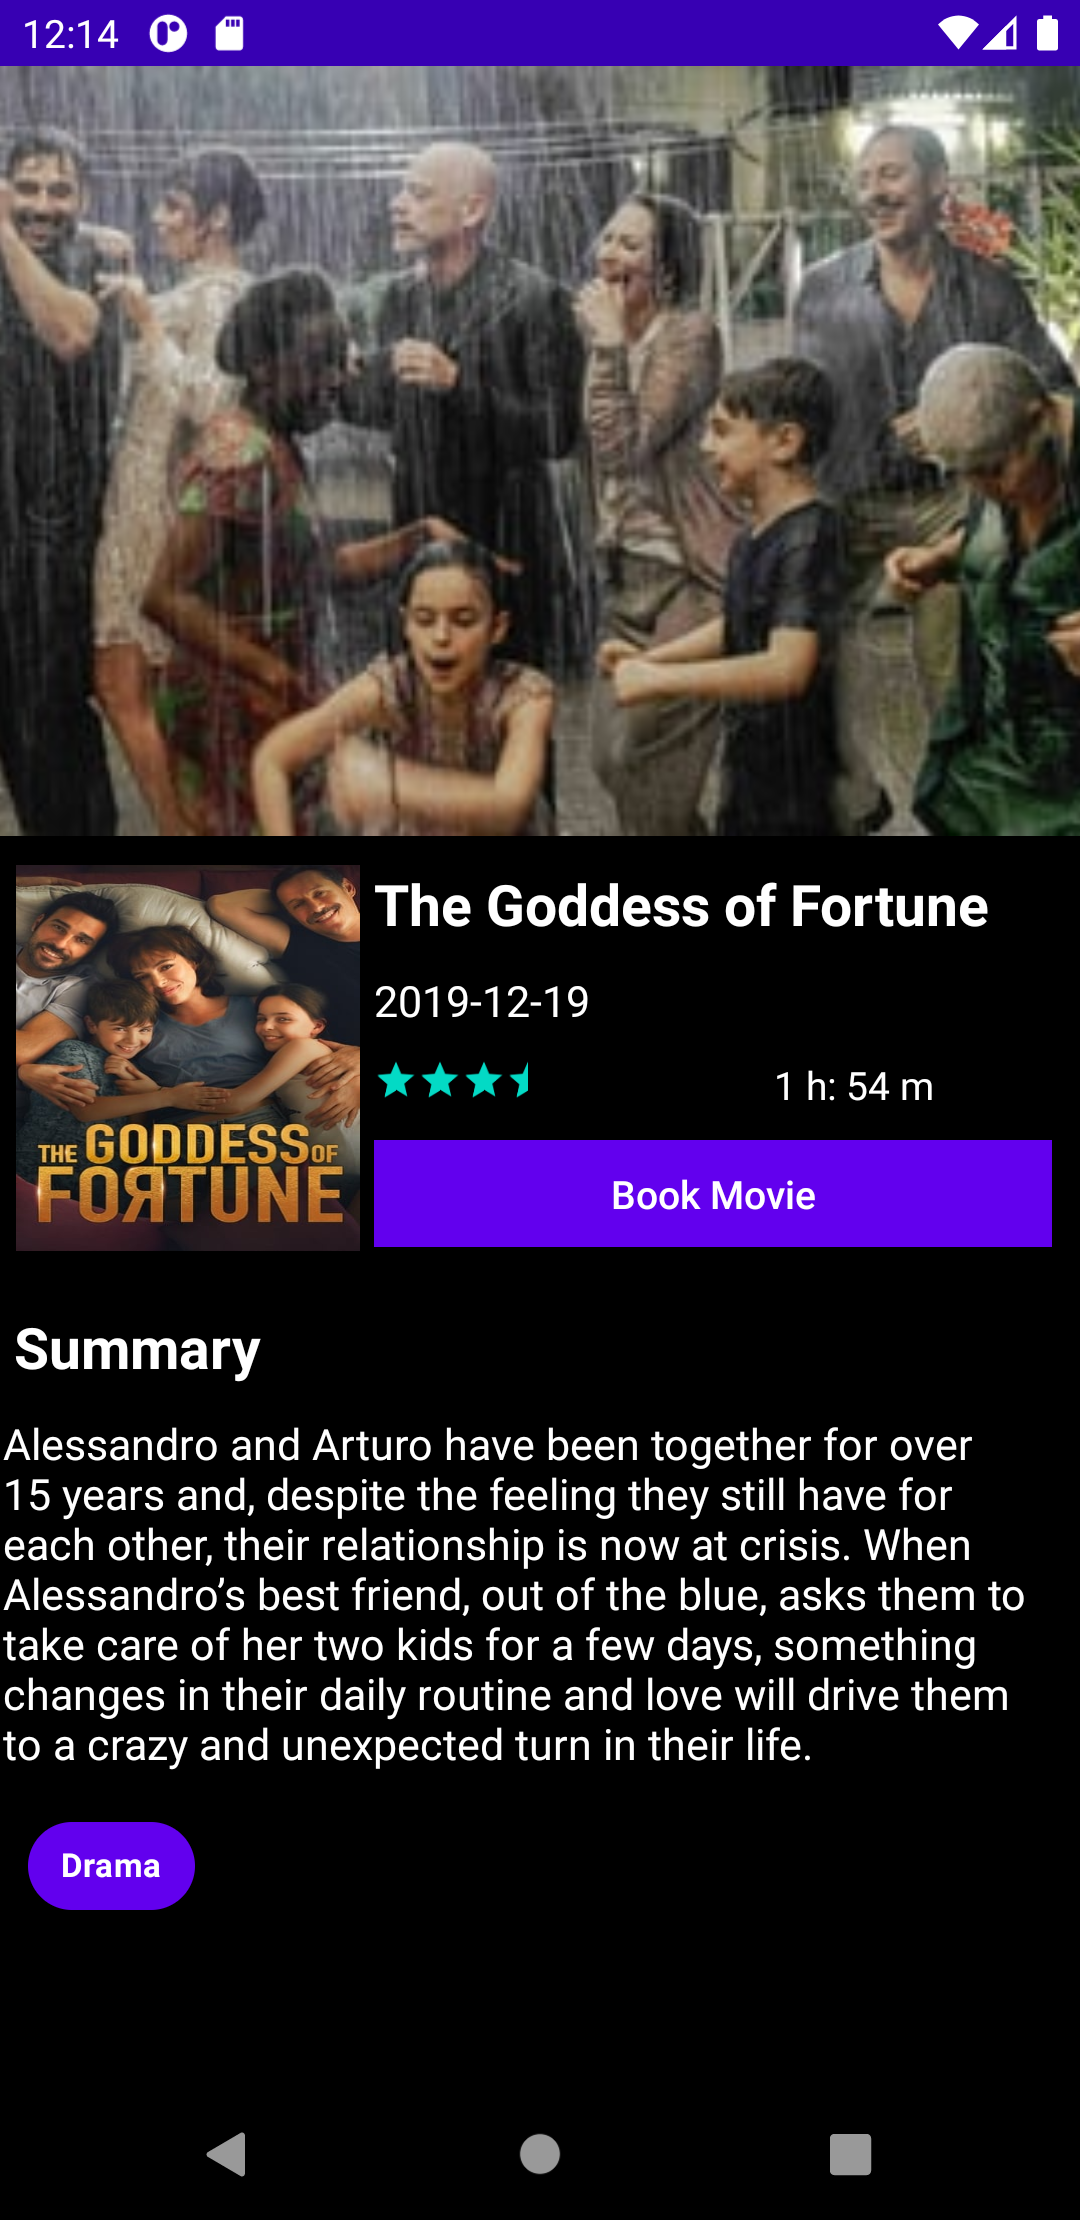 12:14
THE GODDESS OF
FORTUNE
The Goddess of Fortune
2019-12-19
1 h: 54 m
Book Movie
Summary
Alessandro and Arturo have been together for over
15 years and, despite the feeling they still have for
each other, their relationship is now at crisis. When
Alessandro’s best friend, out of the blue, asks them to
take care of her two kids for a few days, something
changes in their daily routine and love will drive them
to a crazy and unexpected turn in their life.
Drama